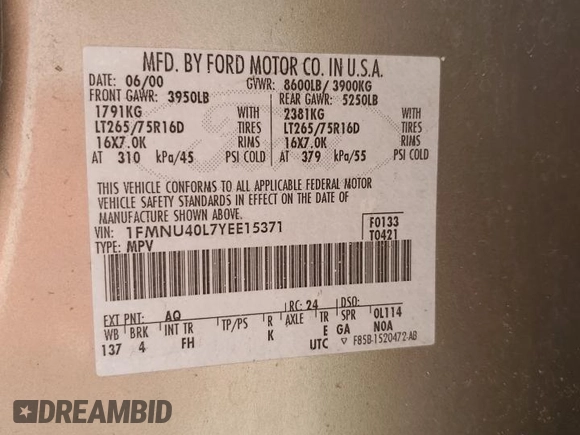 MFD. BY FORD MOTOR CO. IN U.S.A.
DATE: 06/00 GVWR: 8600LB/ 3900KG
FRONT GAWR: 3950LB REAR GAWR: 5250LB
1791KG WITH 2381KG WITH
LT265/75R16D TIRES LT265/75R16D TIRES
16X7.0K RIMS 16X7.0K RIMS
AT 310 kPa/45 PSI COLD AT 379 kPa/55 PSI COLD
THIS VEHICLE CONFORMS TO ALL APPLICABLE FEDERAL MOTOR
VEHICLE SAFETY STANDARDS IN EFFECT ON THE DATE OF
MANUFACTURE SHOWN ABOVE.
VIN: 1FMNU40L7YEE15371 F0133
TYPE: MPV T0421
EXT PNT: AQ RC: 24 DSO:
WB BRK INT TR TP/PS R AXLE TR SPR OL114
137 4 FH K E GA N0A
UTC ▽ F85B-1520472-AB
DREAMBID